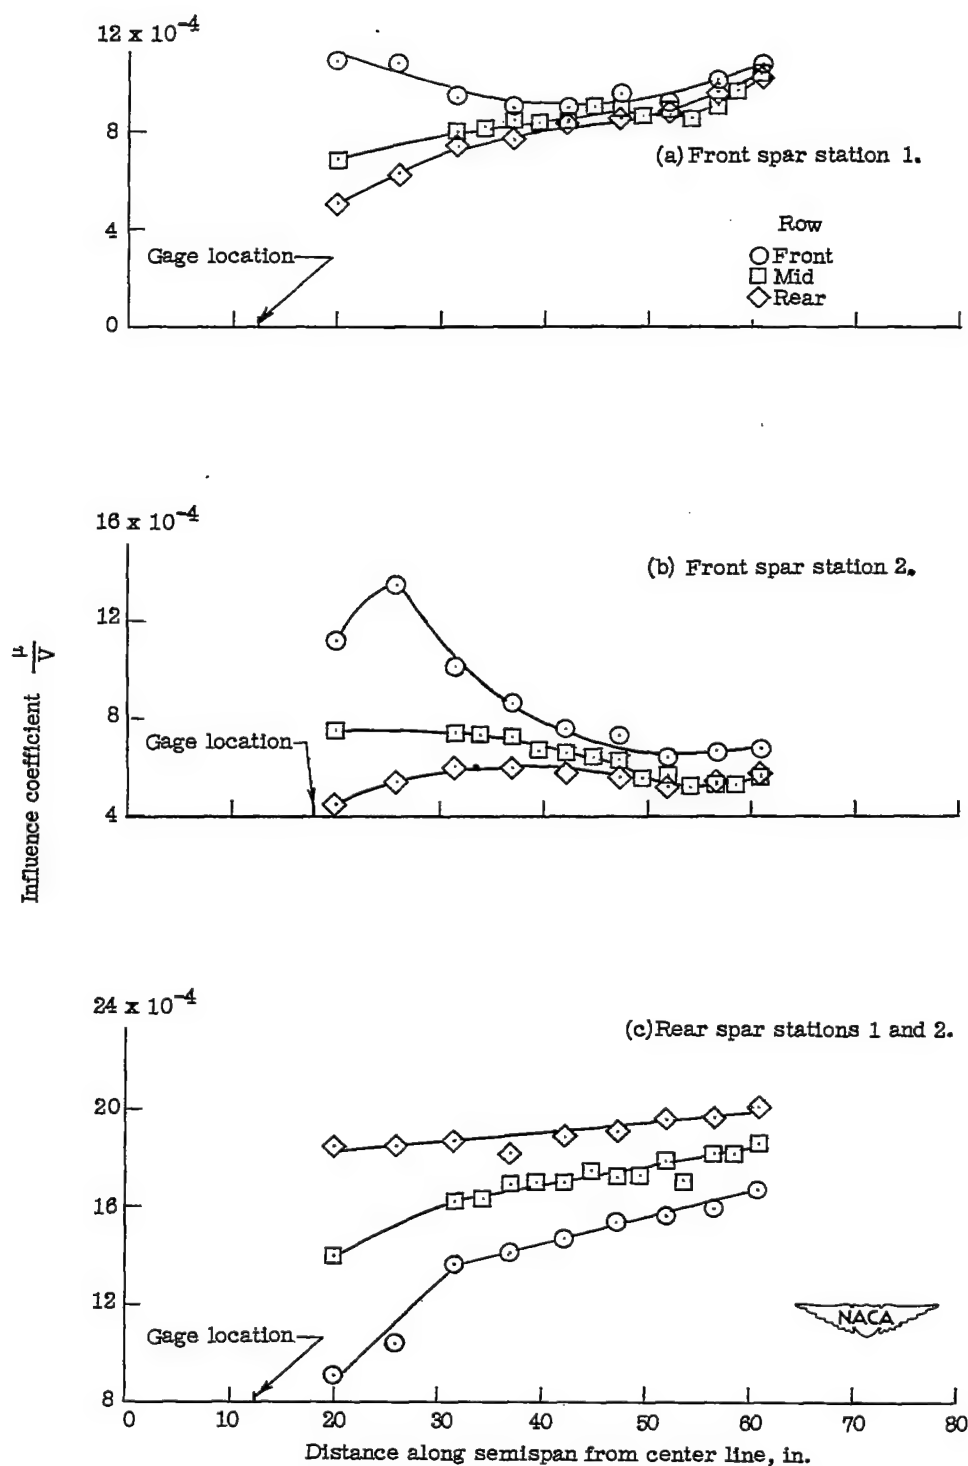 12 x 10⁻⁴
8
4
0
Gage location
(a) Front spar station 1.
Row
Front
Mid
Rear
16 x 10⁻⁴
12
8
4
Gage location
(b) Front spar station 2.
Influence coefficient μ/V
24 x 10⁻⁴
20
16
12
8
Gage location
(c) Rear spar stations 1 and 2.
NACA
0 10 20 30 40 50 60 70 80
Distance along semispan from center line, in.